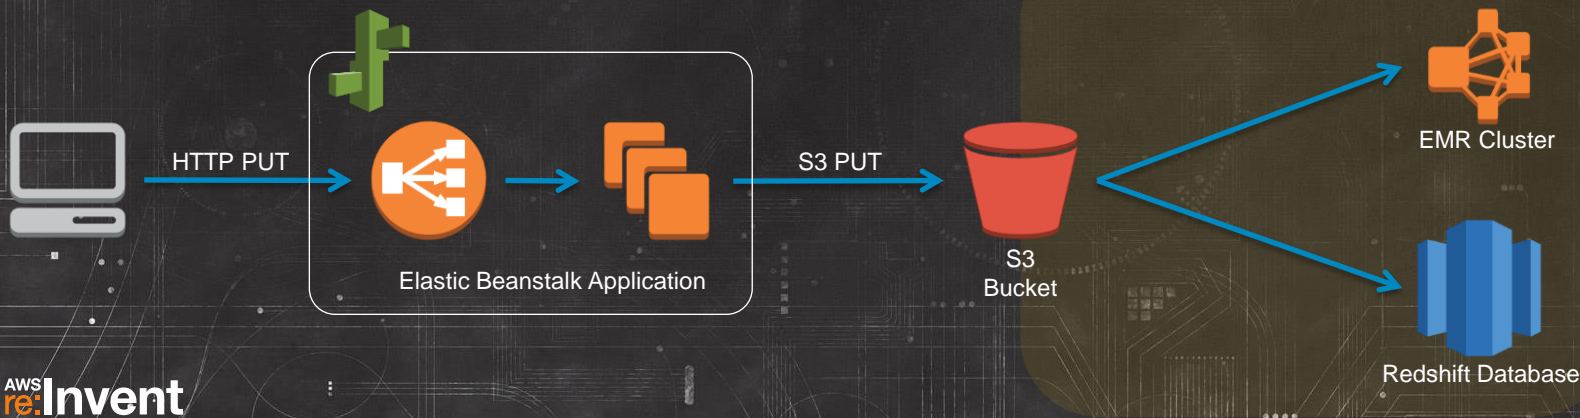 HTTP PUT
Elastic Beanstalk Application
S3 PUT
S3
Bucket
EMR Cluster
Redshift Database
AWS
re:Invent